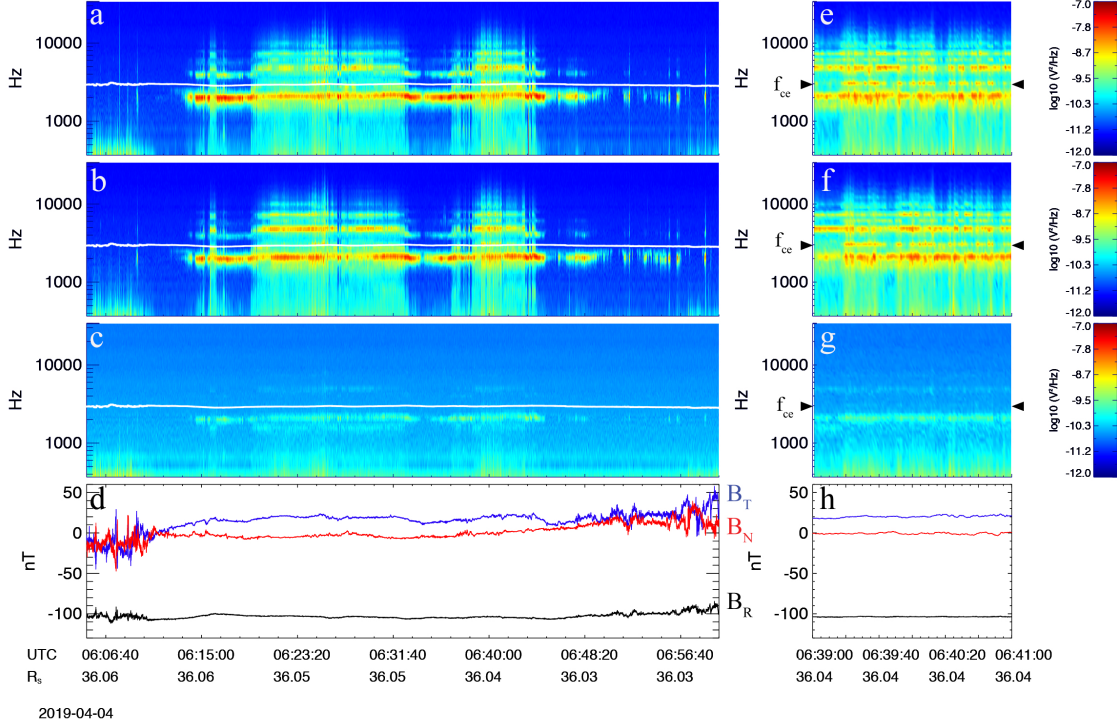 a
10000
Hz
1000
b
10000
Hz
1000
c
10000
Hz
1000
d
50
0
nT
-50
-100
B_T
B_N
B_R
UTC 06:06:40 06:15:00 06:23:20 06:31:40 06:40:00 06:48:20 06:56:40
R_s 36.06 36.06 36.05 36.05 36.04 36.03 36.03
2019-04-04
e
10000
Hz
f_ce
1000
f
10000
Hz
f_ce
1000
g
10000
Hz
f_ce
1000
h
50
0
nT
-50
-100
06:39:00 06:39:40 06:40:20 06:41:00
36.04 36.04 36.04 36.04
-7.0
-7.8
-8.7
-9.5
-10.3
-11.2
-12.0
log10 (V²/Hz)
-7.0
-7.8
-8.7
-9.5
-10.3
-11.2
-12.0
log10 (V²/Hz)
-7.0
-7.8
-8.7
-9.5
-10.3
-11.2
-12.0
log10 (V²/Hz)